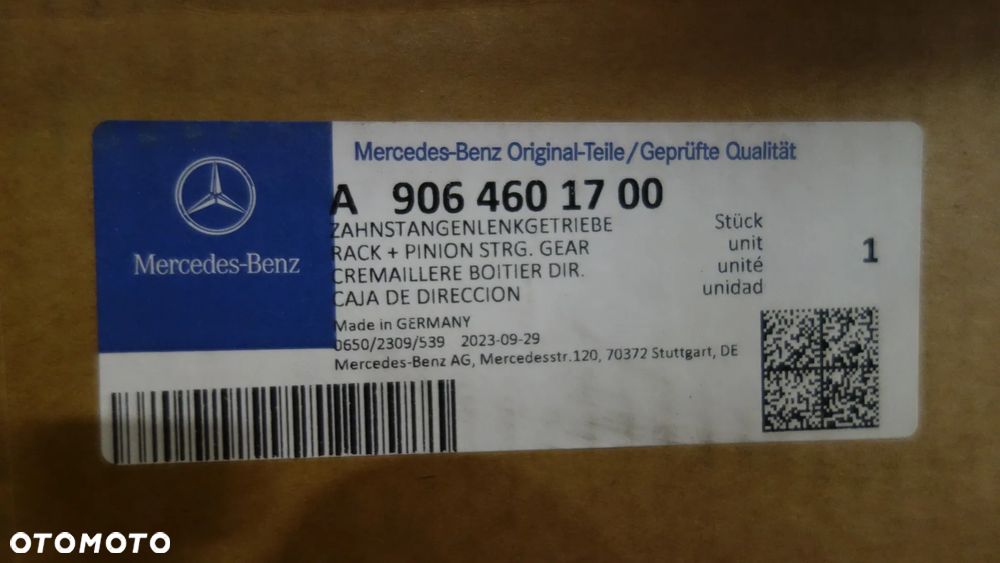 Mercedes-Benz Original-Teile/Geprüfte Qualität
Mercedes-Benz
A 906 460 17 00
ZAHNSTANGENLENKGETRIEBE
RACK + PINION STRG. GEAR
CREMAILLERE BOITIER DIR.
CAJA DE DIRECCION
Stück
unit
unité
unidad
1
Made in GERMANY
0650/2309/539 2023-09-29
Mercedes-Benz AG, Mercedesstr.120, 70372 Stuttgart, DE
OTOMOTO